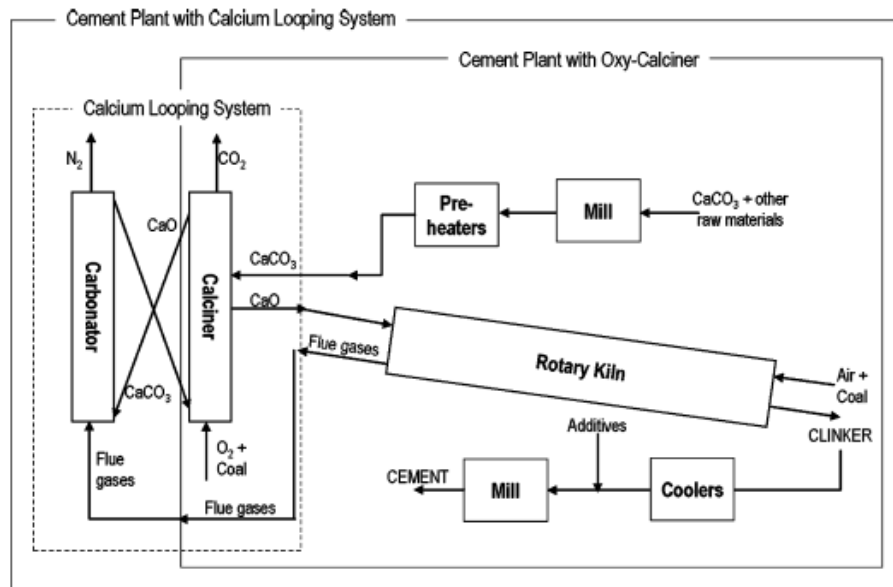 Cement Plant with Calcium Looping System
Cement Plant with Oxy-Calciner
Calcium Looping System
N₂
CO₂
CaO
Carbonator
Calciner
Pre-
heaters
Mill
CaCO₃ + other
raw materials
CaCO₃
CaO
Flue gases
Rotary Kiln
Air +
Coal
CaCO₃
O₂ +
Coal
Flue
gases
Flue gases
Additives
CLINKER
CEMENT
Mill
Coolers